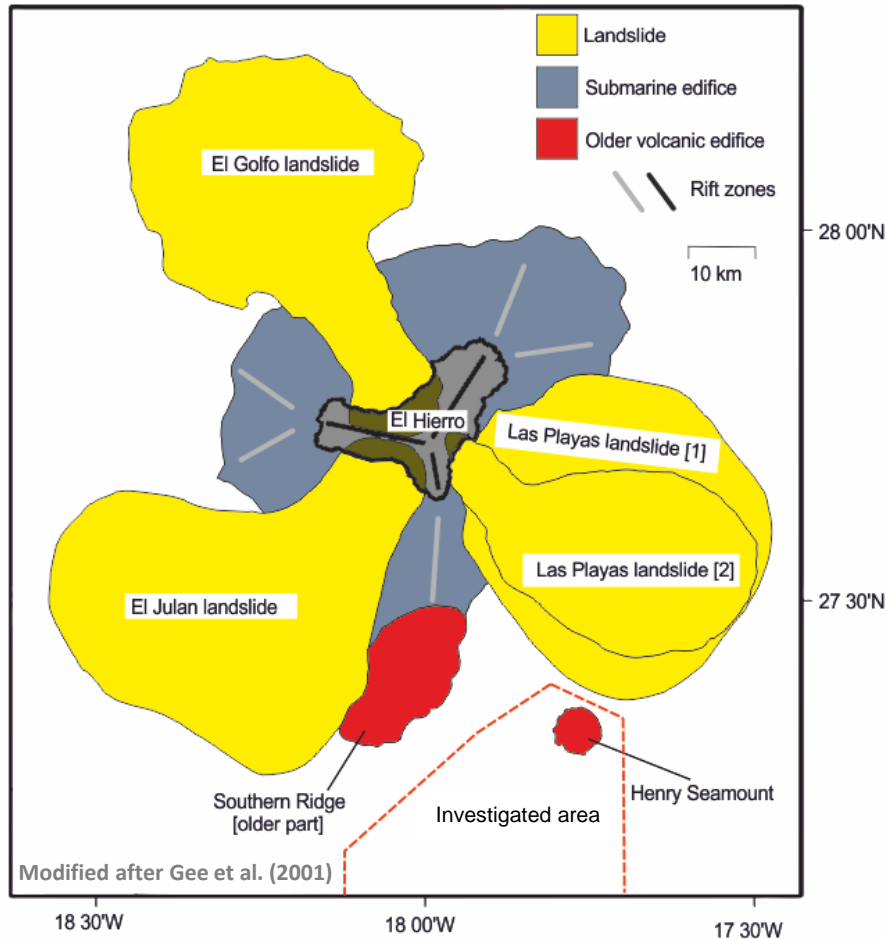 Landslide
Submarine edifice
Older volcanic edifice
Rift zones
10 km
El Golfo landslide
28 00'N
El Hierro
Las Playas landslide [1]
Las Playas landslide [2]
El Julan landslide
27 30'N
Southern Ridge
[older part]
Henry Seamount
Investigated area
Modified after Gee et al. (2001)
18 30'W
18 00'W
17 30'W